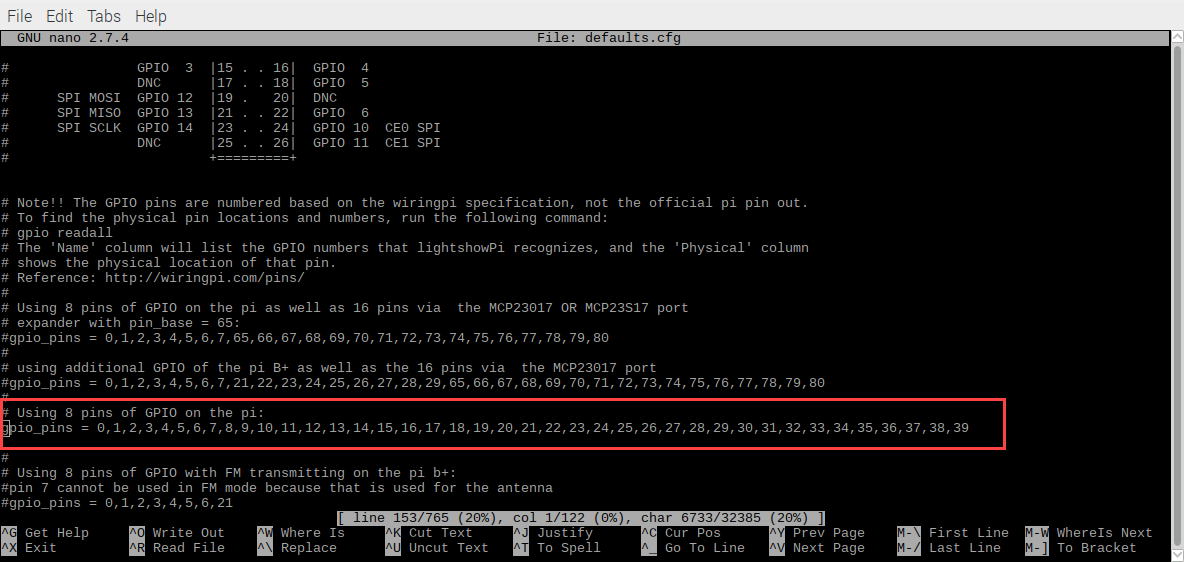 File Edit Tabs Help
GNU nano 2.7.4 File: defaults.cfg
# GPIO 3 |15 . . 16| GPIO 4
# DNC |17 . . 18| GPIO 5
# SPI MOSI GPIO 12 |19 . 20| DNC
# SPI MISO GPIO 13 |21 . . 22| GPIO 6
# SPI SCLK GPIO 14 |23 . . 24| GPIO 10 CE0 SPI
# DNC |25 . . 26| GPIO 11 CE1 SPI
# +=========+
# Note!! The GPIO pins are numbered based on the wiringpi specification, not the official pi pin out.
# To find the physical pin locations and numbers, run the following command:
# gpio readall
# The 'Name' column will list the GPIO numbers that lightshowPi recognizes, and the 'Physical' column
# shows the physical location of that pin.
# Reference: http://wiringpi.com/pins/
#
# Using 8 pins of GPIO on the pi as well as 16 pins via the MCP23017 OR MCP23S17 port
# expander with pin_base = 65:
#gpio_pins = 0,1,2,3,4,5,6,7,65,66,67,68,69,70,71,72,73,74,75,76,77,78,79,80
#
# using additional GPIO of the pi B+ as well as the 16 pins via the MCP23017 port
#gpio_pins = 0,1,2,3,4,5,6,7,21,22,23,24,25,26,27,28,29,65,66,67,68,69,70,71,72,73,74,75,76,77,78,79,80
#
# Using 8 pins of GPIO on the pi:
gpio_pins = 0,1,2,3,4,5,6,7,8,9,10,11,12,13,14,15,16,17,18,19,20,21,22,23,24,25,26,27,28,29,30,31,32,33,34,35,36,37,38,39
#
# Using 8 pins of GPIO with FM transmitting on the pi b+:
#pin 7 cannot be used in FM mode because that is used for the antenna
#gpio_pins = 0,1,2,3,4,5,6,21
[ line 153/765 (20%), col 1/122 (0%), char 6733/32385 (20%) ]
^G Get Help ^O Write Out ^W Where Is ^K Cut Text ^J Justify ^C Cur Pos ^Y Prev Page M-\ First Line M-W WhereIs Next
^X Exit ^R Read File ^\ Replace ^U Uncut Text ^T To Spell ^_ Go To Line ^V Next Page M-/ Last Line M-] To Bracket